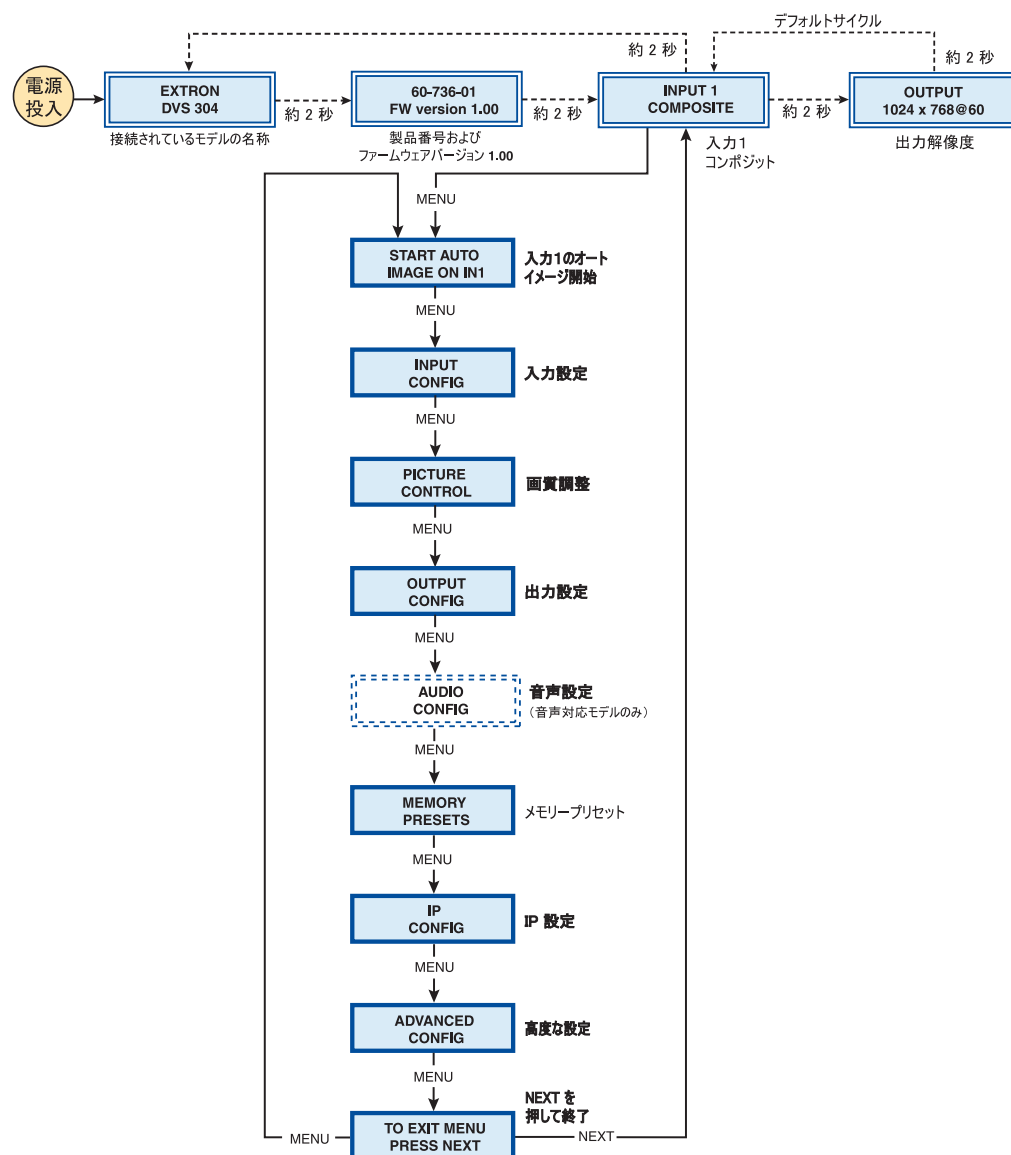 デフォルトサイクル
約 2 秒
約 2 秒
電源
投入
EXTRON
DVS 304
約 2 秒
60-736-01
FW version 1.00
約 2 秒
INPUT 1
COMPOSITE
約 2 秒
OUTPUT
1024 x 768@60
接続されているモデルの名称
製品番号および
ファームウェアバージョン 1.00
入力1
コンポジット
出力解像度
MENU
START AUTO
IMAGE ON IN1
入力1のオート
イメージ開始
MENU
INPUT
CONFIG
入力設定
MENU
PICTURE
CONTROL
画質調整
MENU
OUTPUT
CONFIG
出力設定
MENU
AUDIO
CONFIG
音声設定
（音声対応モデルのみ）
MENU
MEMORY
PRESETS
メモリープリセット
MENU
IP
CONFIG
IP 設定
MENU
ADVANCED
CONFIG
高度な設定
MENU
NEXT を
押して終了
MENU
TO EXIT MENU
PRESS NEXT
NEXT